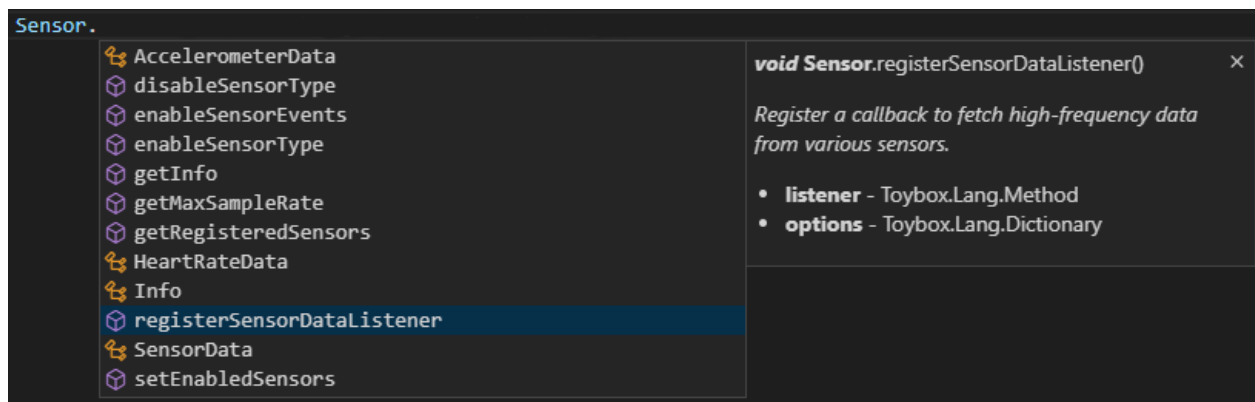 Sensor.
AccelerometerData
disableSensorType
enableSensorEvents
enableSensorType
getInfo
getMaxSampleRate
getRegisteredSensors
HeartRateData
Info
registerSensorDataListener
SensorData
setEnabledSensors
void Sensor.registerSensorDataListener()
Register a callback to fetch high-frequency data
from various sensors.
• listener - Toybox.Lang.Method
• options - Toybox.Lang.Dictionary